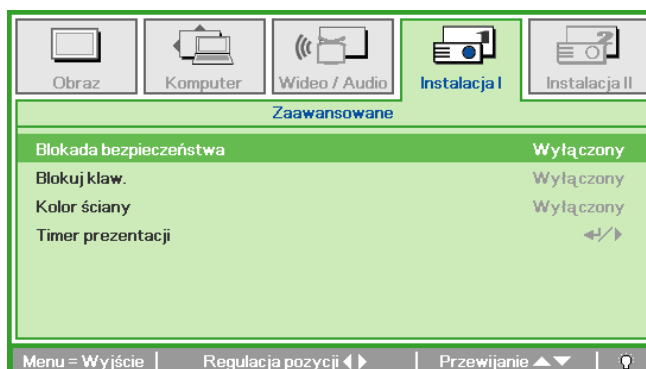 Obraz Komputer Wideo / Audio Instalacja I Instalacja II
Zaawansowane
Blokada bezpieczeństwa Wyłączony
Blokuj klaw. Wyłączony
Kolor ściany Wyłączony
Timer prezentacji
Menu = Wyjście | Regulacja pozycji | Przewijanie |